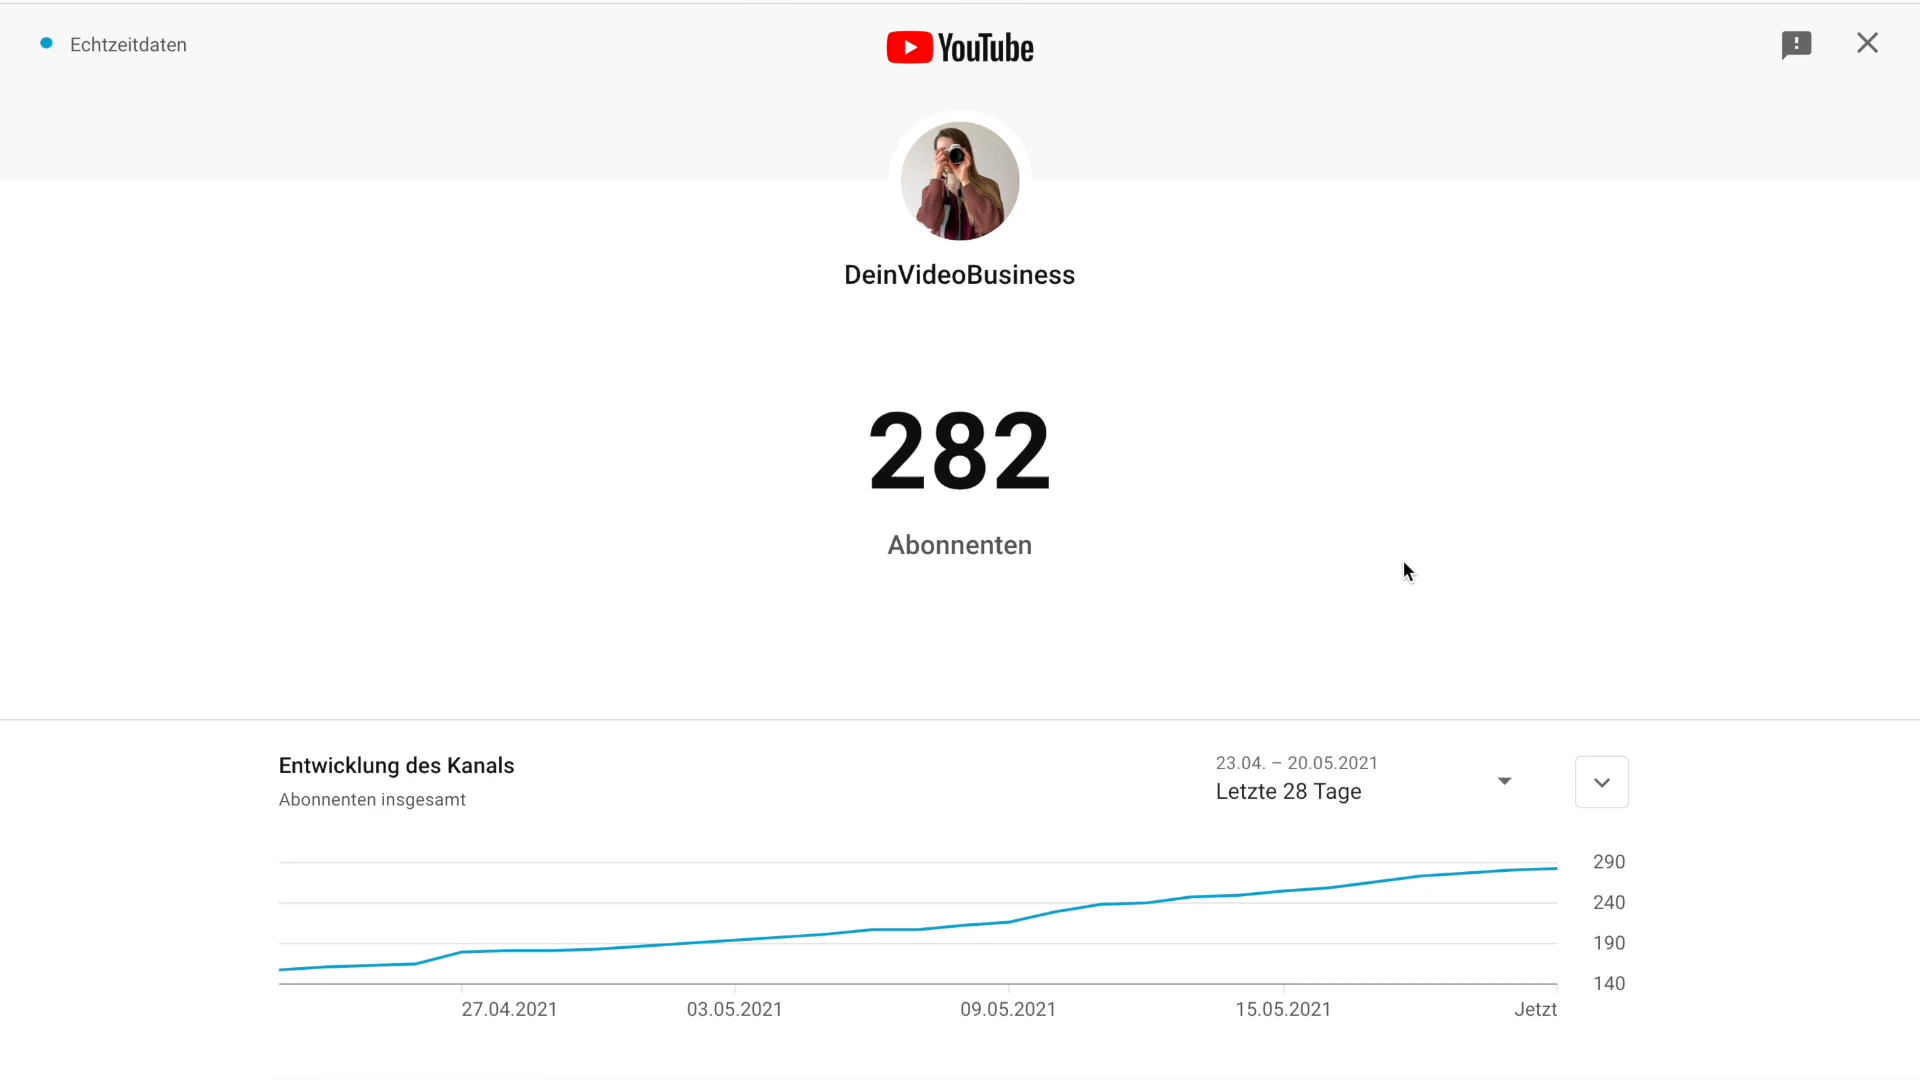 Echtzeitdaten
YouTube
DeinVideoBusiness
282
Abonnenten
Entwicklung des Kanals
Abonnenten insgesamt
23.04. – 20.05.2021
Letzte 28 Tage
290
240
190
140
27.04.2021 03.05.2021 09.05.2021 15.05.2021 Jetzt